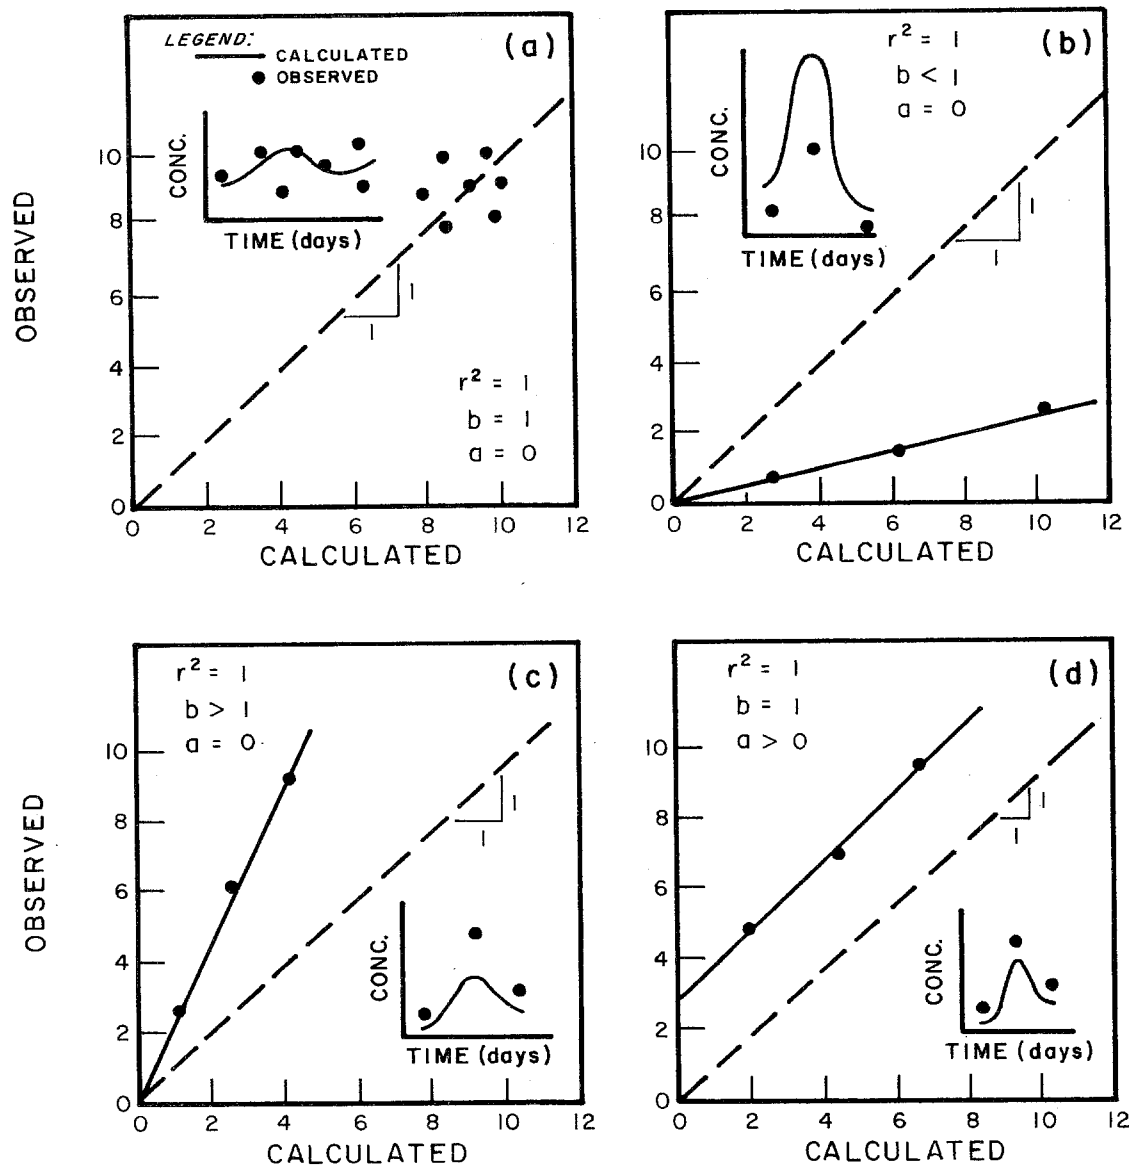 LEGEND:
CALCULATED
OBSERVED
(a)
CONC.
TIME (days)
1
1
r² = 1
b = 1
a = 0
OBSERVED
10
8
6
4
2
0
0 2 4 6 8 10 12
CALCULATED
(b)
r² = 1
b < 1
a = 0
CONC.
TIME (days)
1
1
10
8
6
4
2
0
0 2 4 6 8 10 12
CALCULATED
(c)
r² = 1
b > 1
a = 0
1
1
CONC.
TIME (days)
OBSERVED
10
8
6
4
2
0
0 2 4 6 8 10 12
CALCULATED
(d)
r² = 1
b = 1
a > 0
1
1
CONC.
TIME (days)
10
8
6
4
2
0
0 2 4 6 8 10 12
CALCULATED